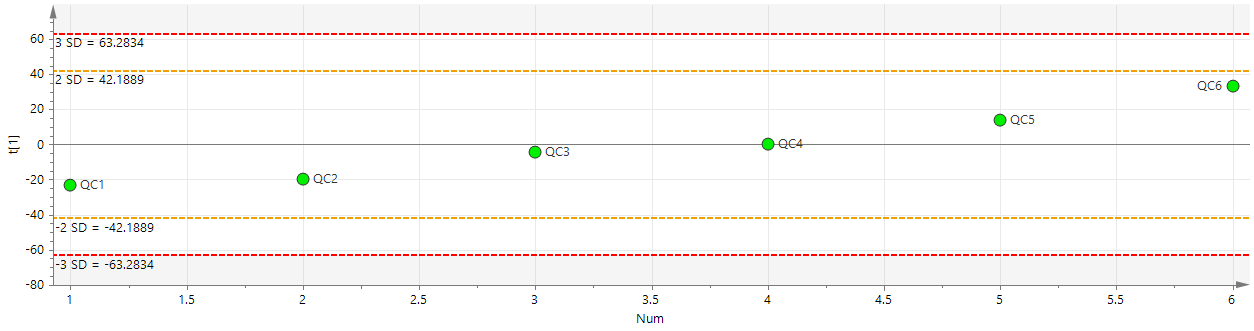 60
3 SD = 63.2834
40
2 SD = 42.1889
QC6
20
QC5
t[1]
0
QC3
QC4
-20
QC1
QC2
-40
-2 SD = -42.1889
-60
-3 SD = -63.2834
-80
1 1.5 2 2.5 3 3.5 4 4.5 5 5.5 6
Num